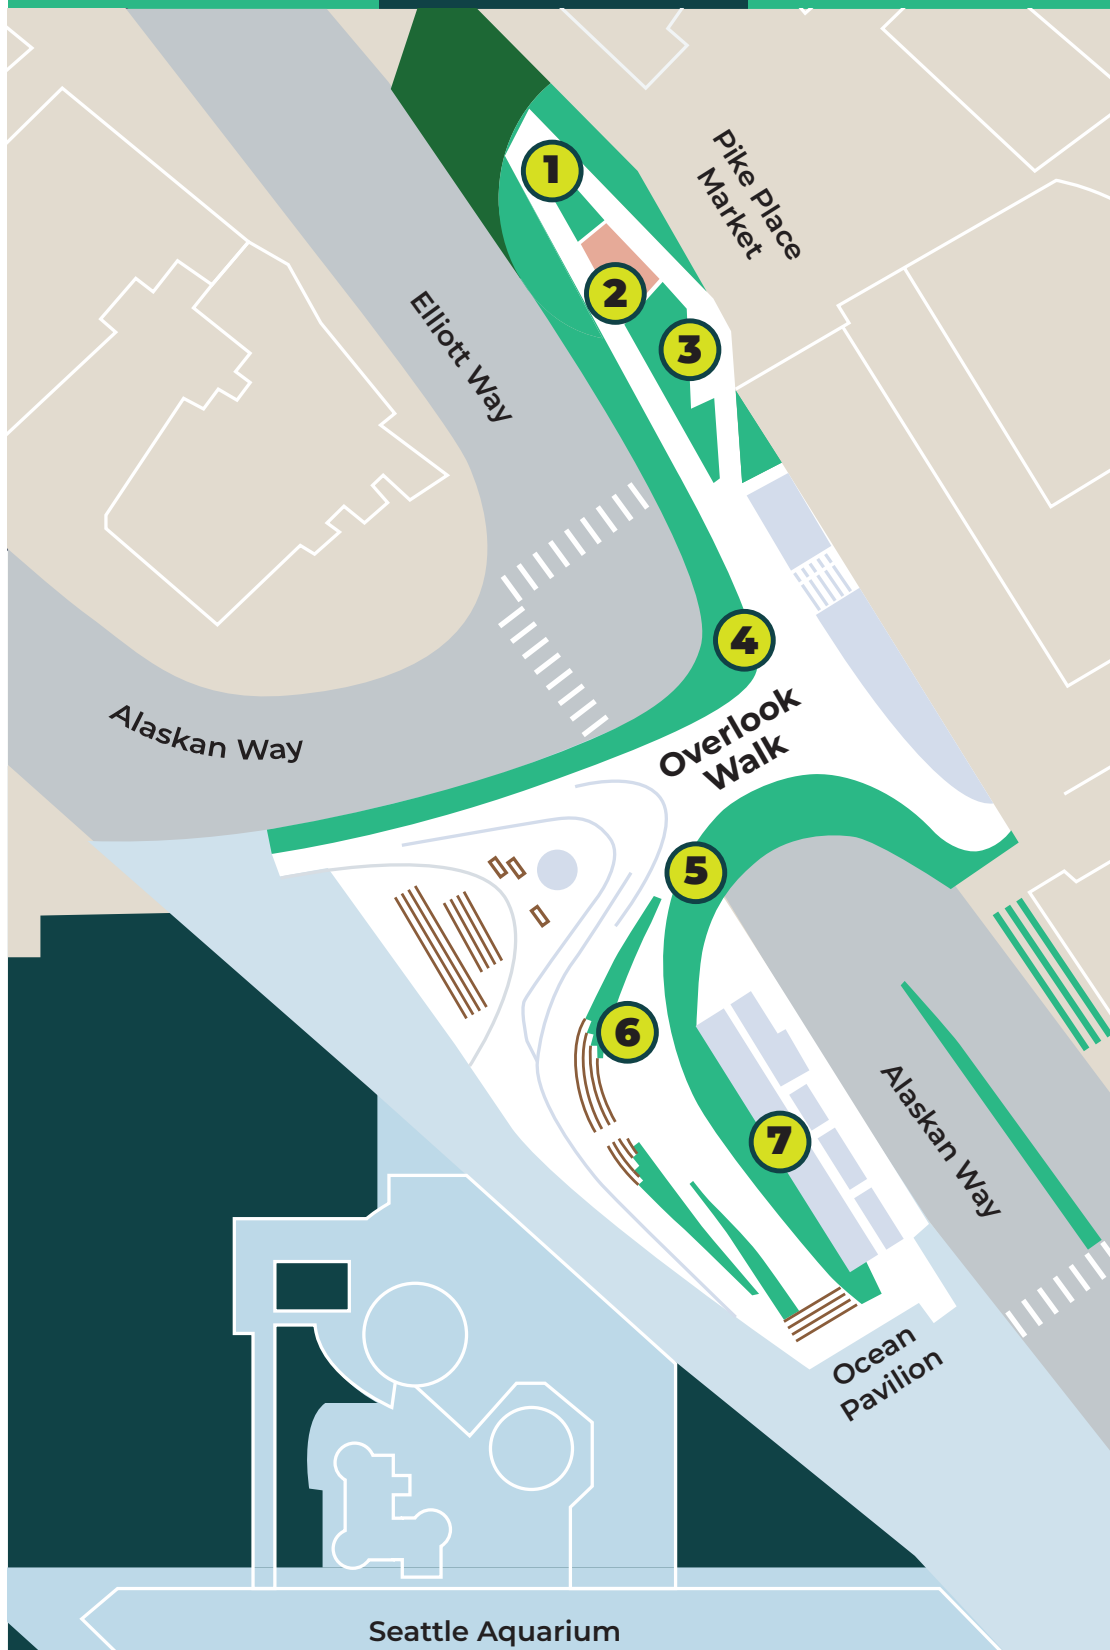 1
Pike Place
Market
2
3
Elliott Way
4
Overlook
Walk
Alaskan Way
5
6
7
Alaskan Way
Ocean
Pavilion
Seattle Aquarium